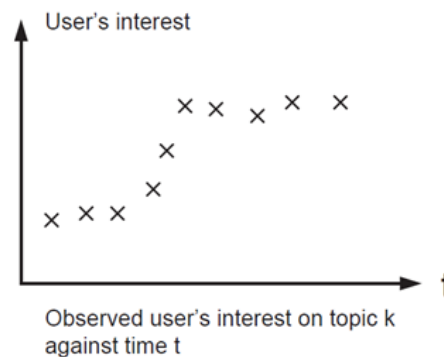 User's interest
t
Observed user's interest on topic k
against time t